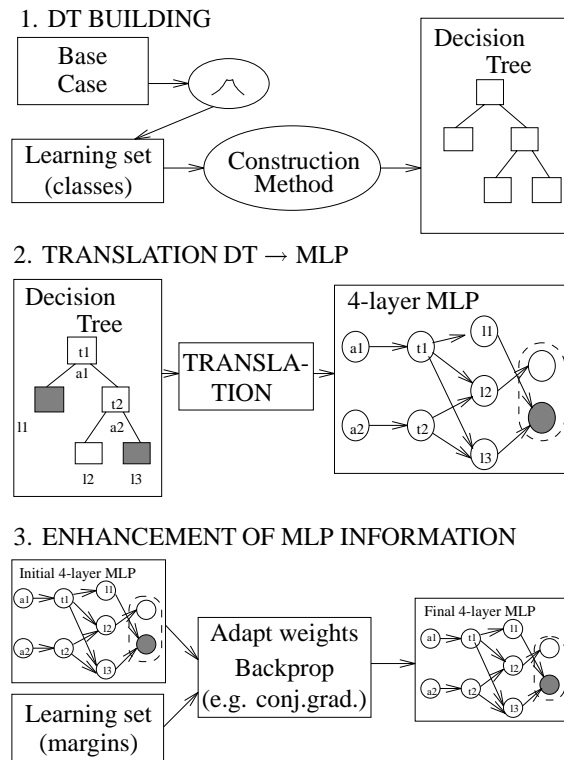 1. DT BUILDING
Base
Case
Decision
Tree
Learning set
(classes)
Construction
Method
2. TRANSLATION DT → MLP
Decision
Tree
t1
a1
t2
a2
l1
l2
l3
TRANSLA-
TION
4-layer MLP
a1
t1
l1
l2
a2
t2
l3
3. ENHANCEMENT OF MLP INFORMATION
Initial 4-layer MLP
a1
t1
l1
l2
a2
t2
l3
Learning set
(margins)
Adapt weights
Backprop
(e.g. conj.grad.)
Final 4-layer MLP
a1
t1
l1
l2
a2
t2
l3